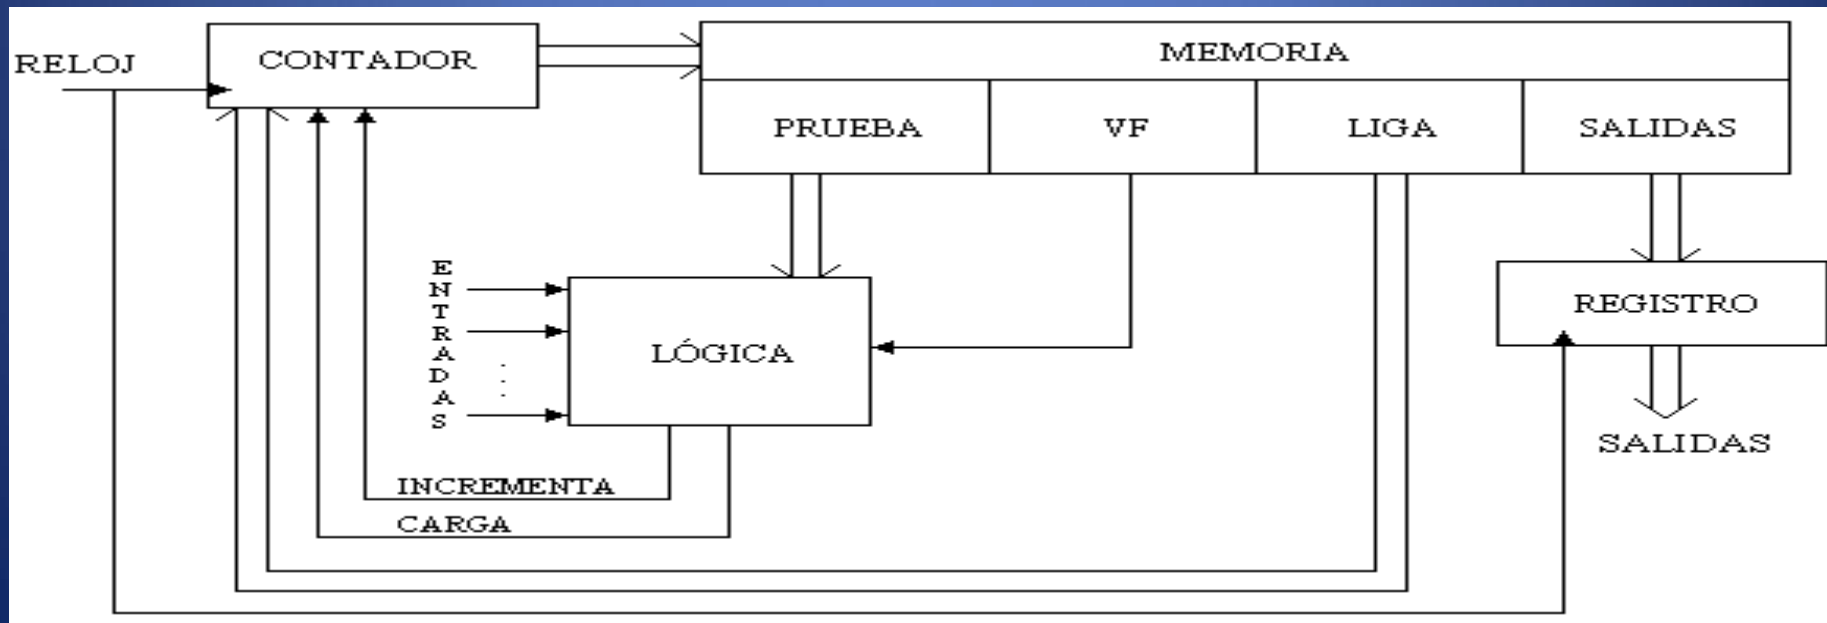 RELOJ
CONTADOR
MEMORIA
PRUEBA
VF
LIGA
SALIDAS
ENTRADAS
LÓGICA
REGISTRO
SALIDAS
INCREMENTA
CARGA